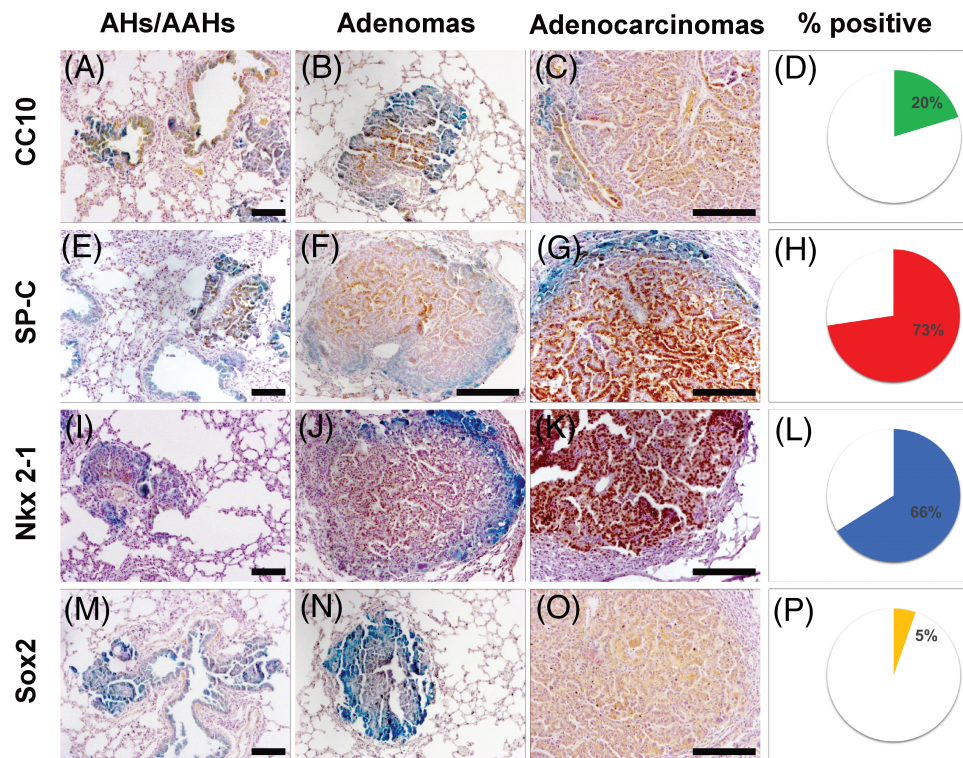 AHs/AAHs Adenomas Adenocarcinomas % positive
CC10
(A) (B) (C) (D)
20%
SP-C
(E) (F) (G) (H)
73%
Nkx 2-1
(I) (J) (K) (L)
66%
Sox2
(M) (N) (O) (P)
5%